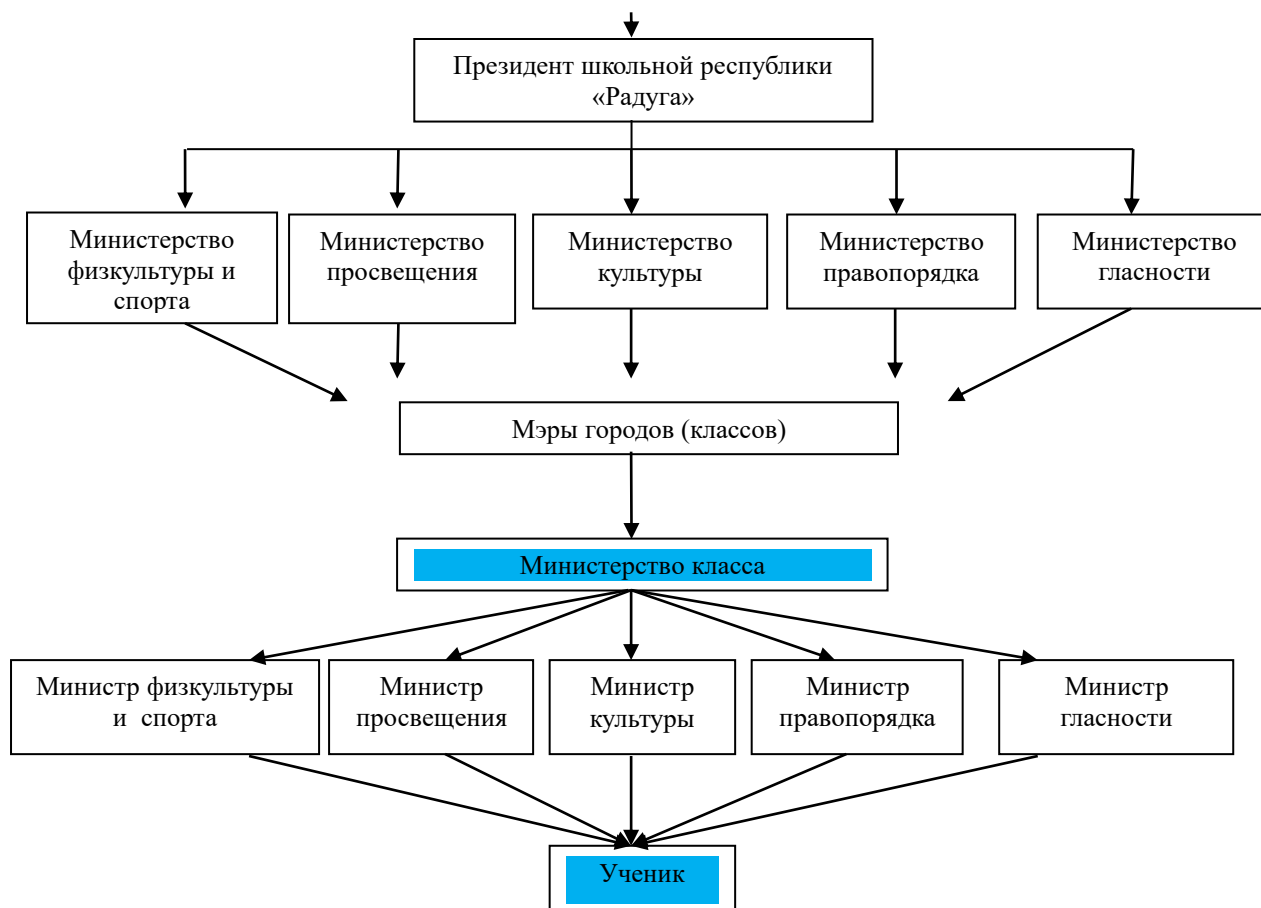 Президент школьной республики
«Радуга»
Министерство
физкультуры и
спорта
Министерство
просвещения
Министерство
культуры
Министерство
правопорядка
Министерство
гласности
Мэры городов (классов)
Министерство класса
Министр физкультуры
и спорта
Министр
просвещения
Министр
культуры
Министр
правопорядка
Министр
гласности
Ученик